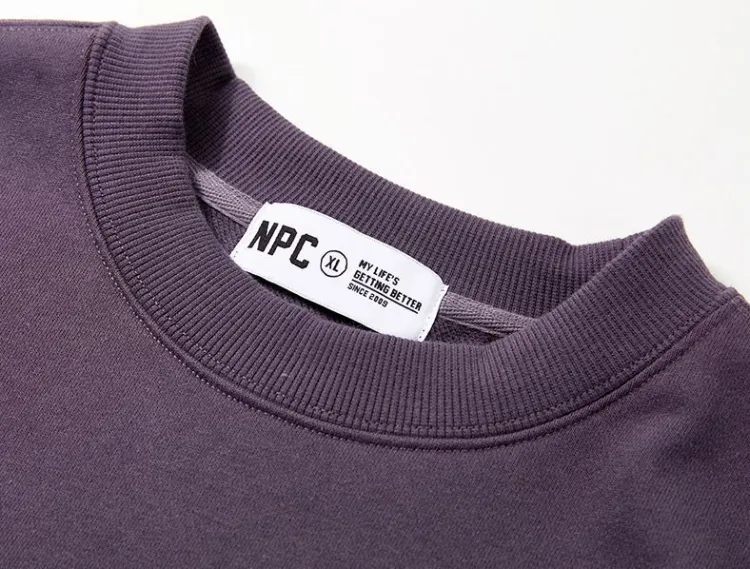 NPC
XL
MY LIFE'S
GETTING BETTER
SINCE 2009